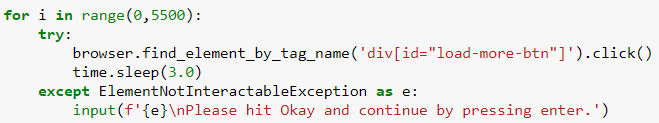 for i in range(0,5500):
    try:
        browser.find_element_by_tag_name('div[id="load-more-btn"]').click()
        time.sleep(3.0)
    except ElementNotInteractableException as e:
        input(f'{e}\nPlease hit Okay and continue by pressing enter.')